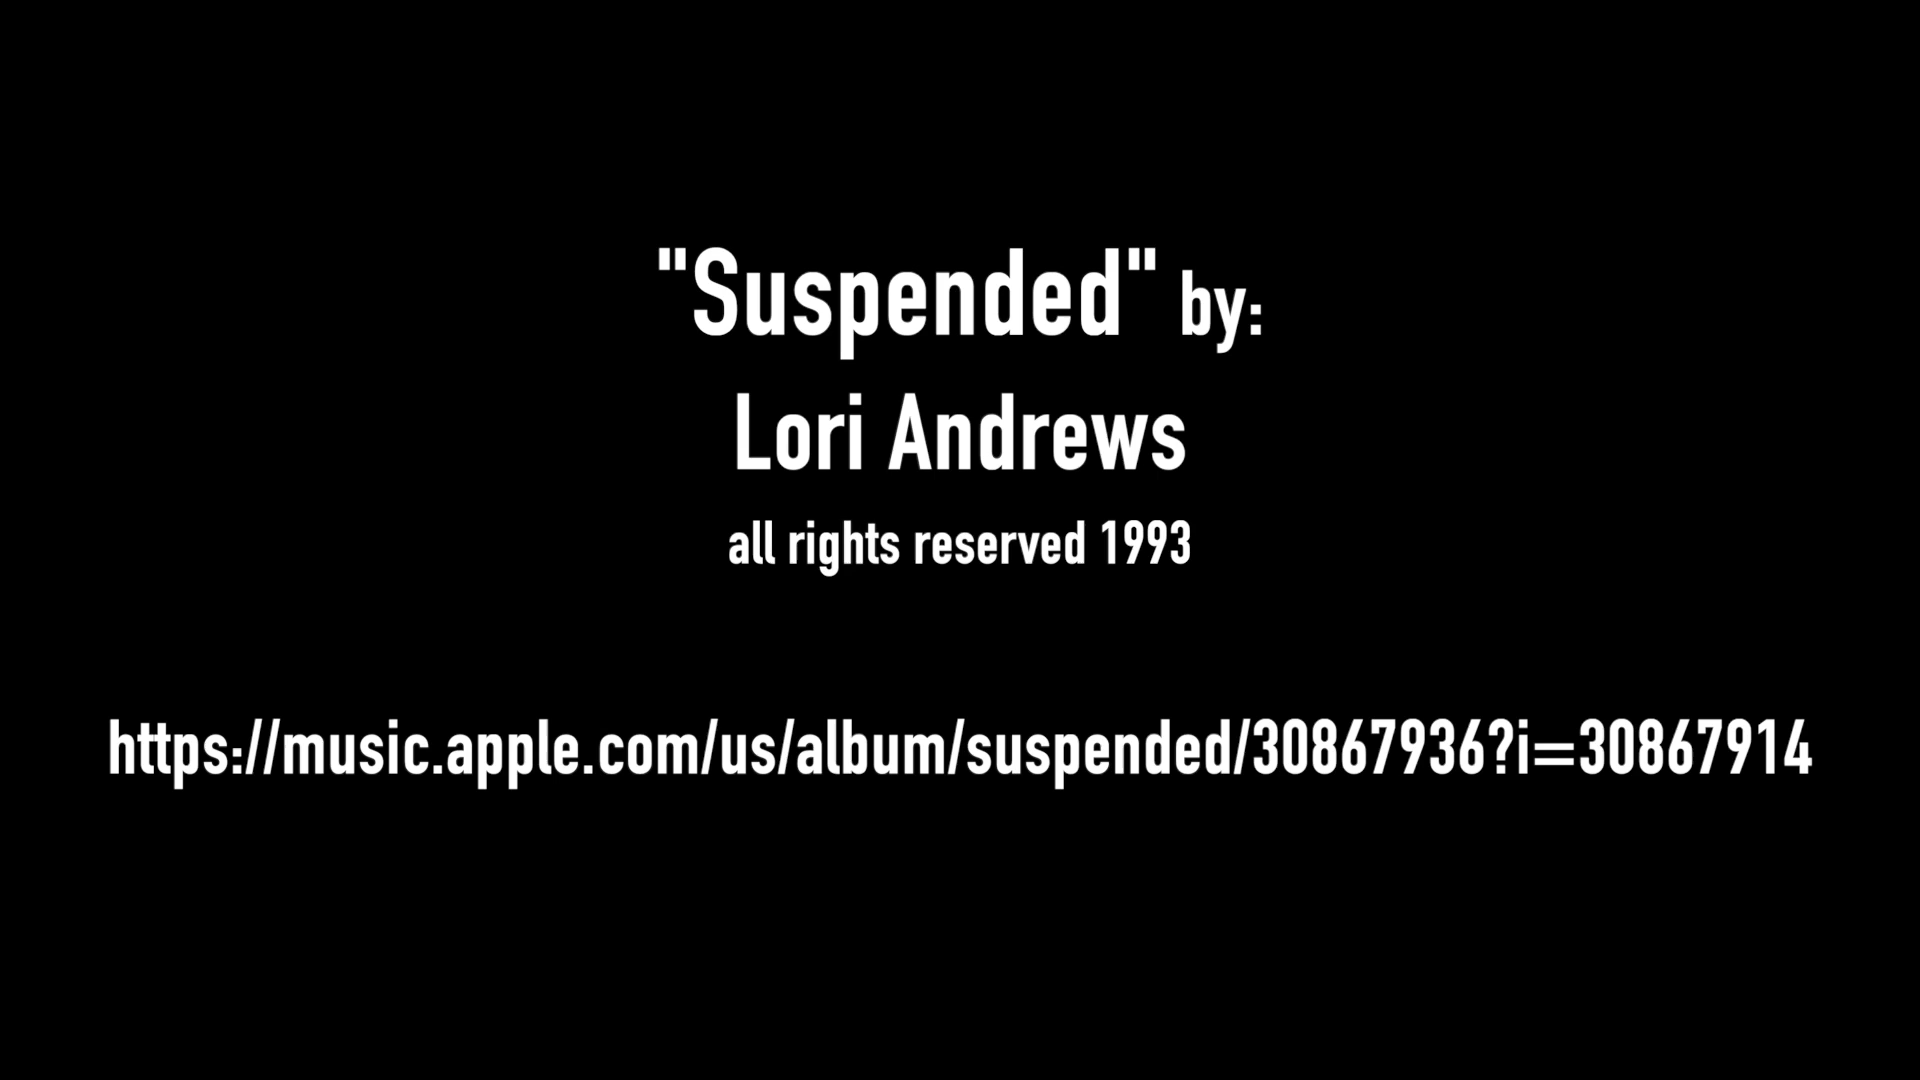 "Suspended" by:
Lori Andrews
all rights reserved 1993
https://music.apple.com/us/album/suspended/30867936?i=30867914